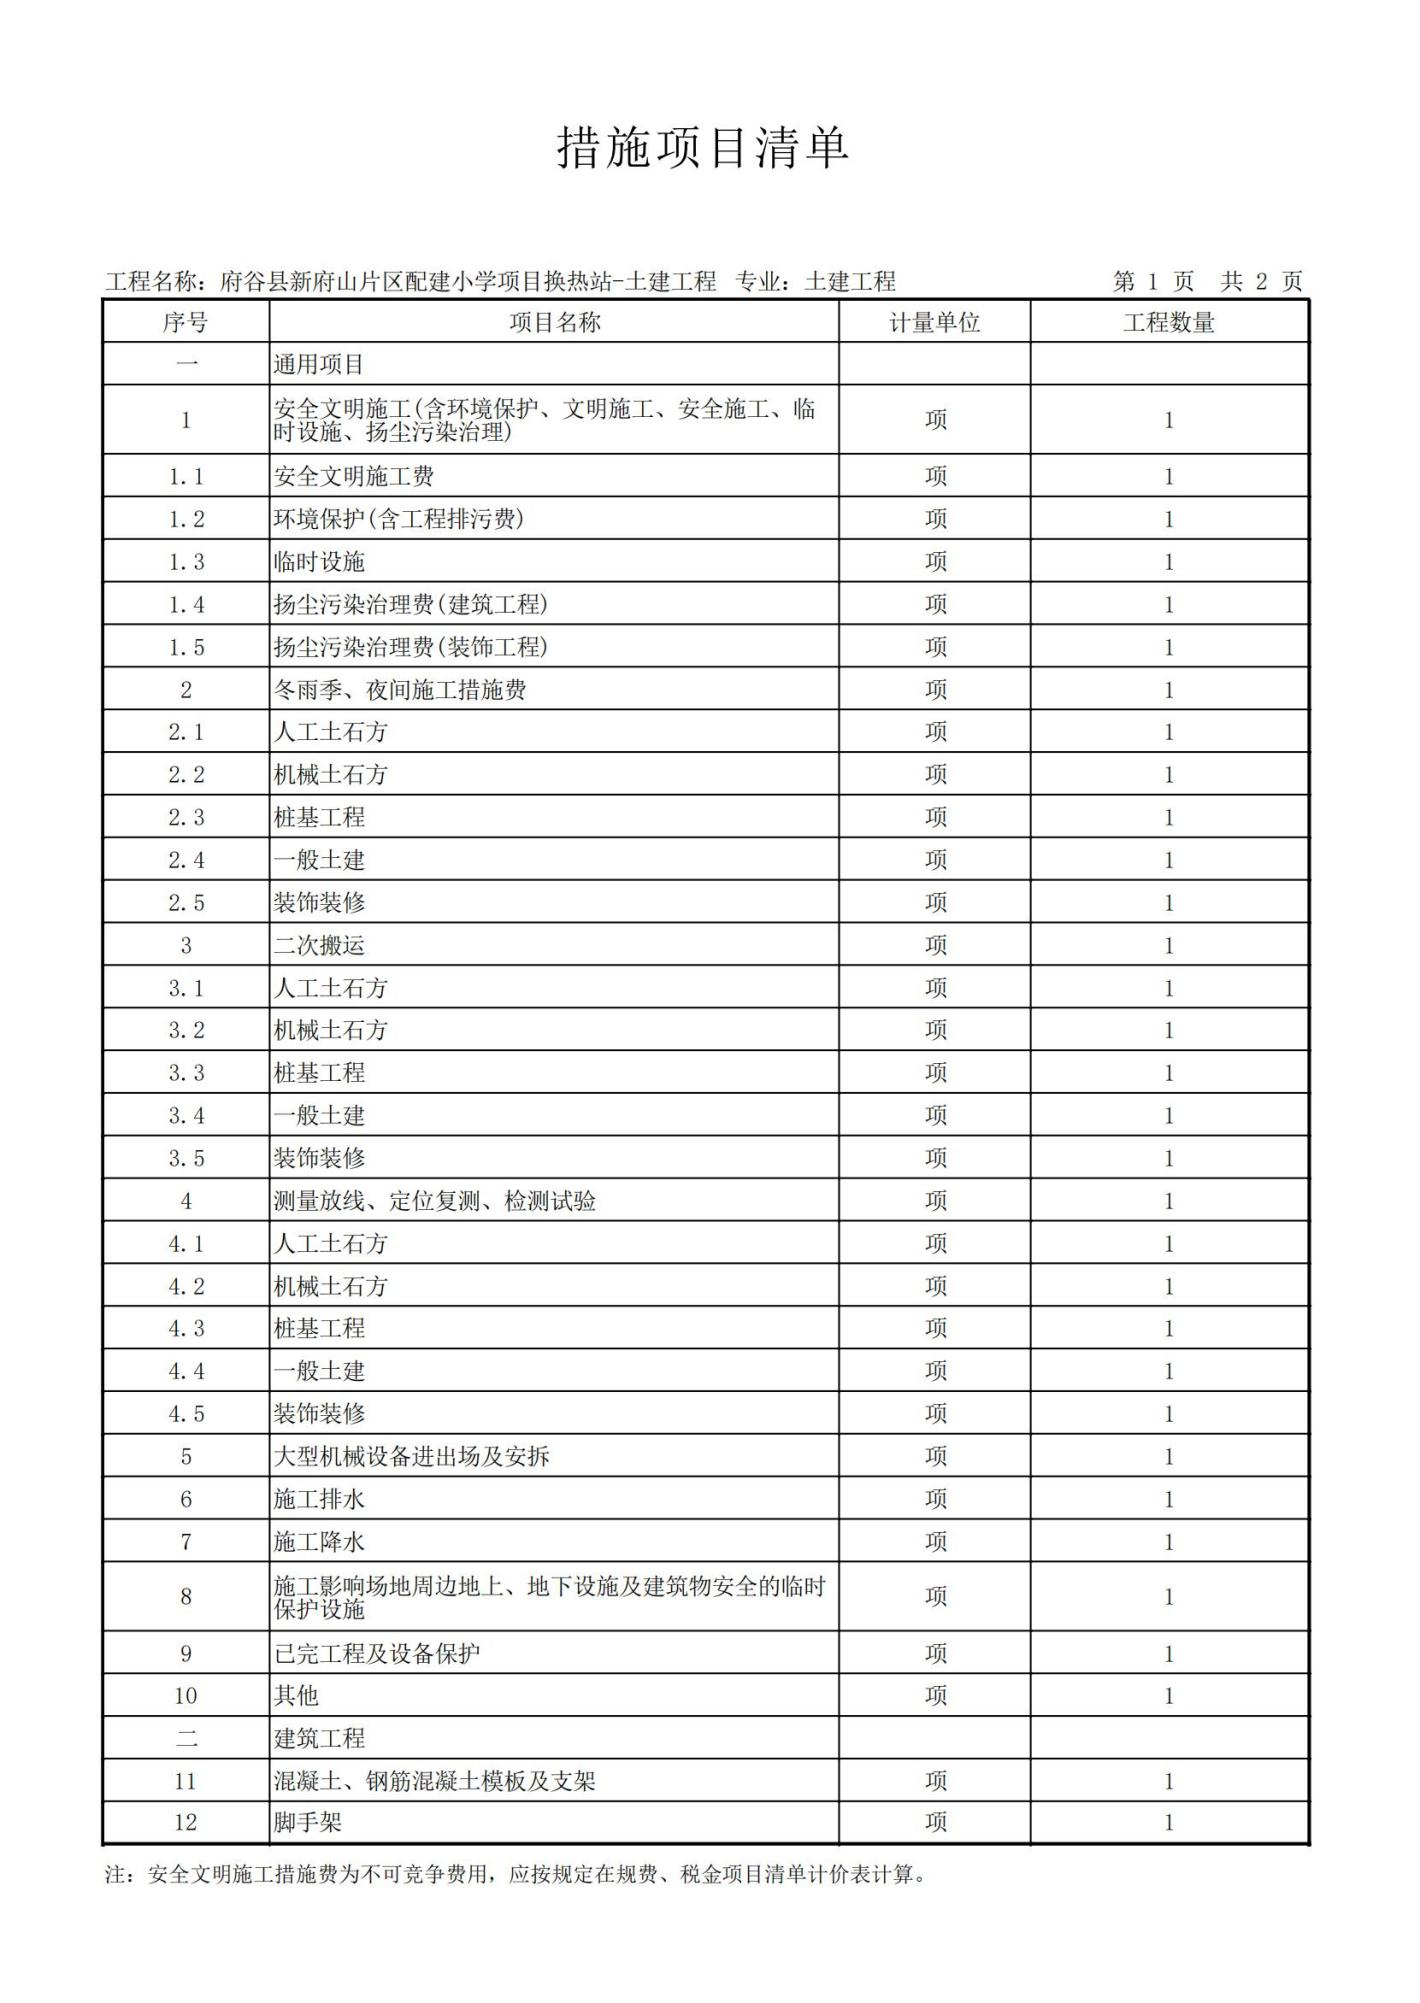 措施项目清单
工程名称：府谷县新府山片区配建小学项目换热站-土建工程 专业：土建工程 第 1 页 共 2 页
序号 项目名称 计量单位 工程数量
一 通用项目
1 安全文明施工(含环境保护、文明施工、安全施工、临 项 1
时设施、扬尘污染治理)
1.1 安全文明施工费 项 1
1.2 环境保护(含工程排污费) 项 1
1.3 临时设施 项 1
1.4 扬尘污染治理费(建筑工程) 项 1
1.5 扬尘污染治理费(装饰工程) 项 1
2 冬雨季、夜间施工措施费 项 1
2.1 人工土石方 项 1
2.2 机械土石方 项 1
2.3 桩基工程 项 1
2.4 一般土建 项 1
2.5 装饰装修 项 1
3 二次搬运 项 1
3.1 人工土石方 项 1
3.2 机械土石方 项 1
3.3 桩基工程 项 1
3.4 一般土建 项 1
3.5 装饰装修 项 1
4 测量放线、定位复测、检测试验 项 1
4.1 人工土石方 项 1
4.2 机械土石方 项 1
4.3 桩基工程 项 1
4.4 一般土建 项 1
4.5 装饰装修 项 1
5 大型机械设备进出场及安拆 项 1
6 施工排水 项 1
7 施工降水 项 1
8 施工影响场地周边地上、地下设施及建筑物安全的临时 项 1
保护设施
9 已完工程及设备保护 项 1
10 其他 项 1
二 建筑工程
11 混凝土、钢筋混凝土模板及支架 项 1
12 脚手架 项 1
注：安全文明施工措施费为不可竞争费用，应按规定在规费、税金项目清单计价表计算。